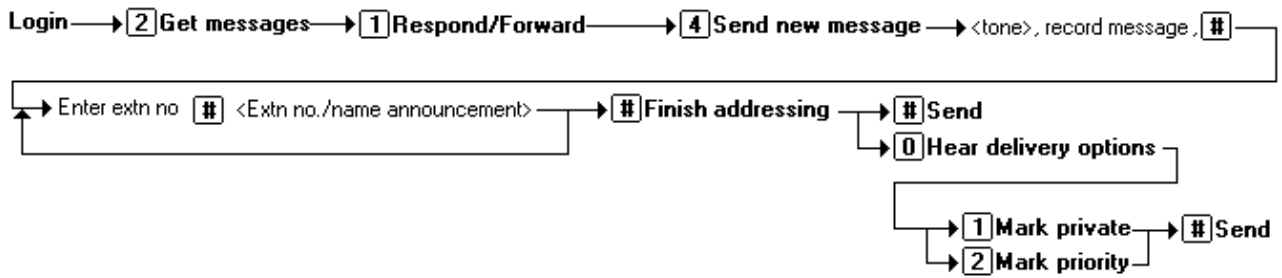 Login 2 Get messages 1 Respond/Forward 4 Send new message <tone>, record message , #
Enter extn no # <Extn no./name announcement> # Finish addressing # Send
0 Hear delivery options
1 Mark private # Send
2 Mark priority